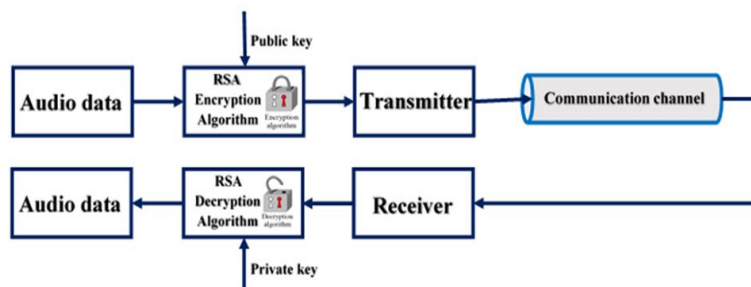 Public key
Audio data
RSA
Encryption
Algorithm
Encryption
algorithm
Transmitter
Communication channel
Audio data
RSA
Decryption
Algorithm
Decryption
algorithm
Receiver
Private key